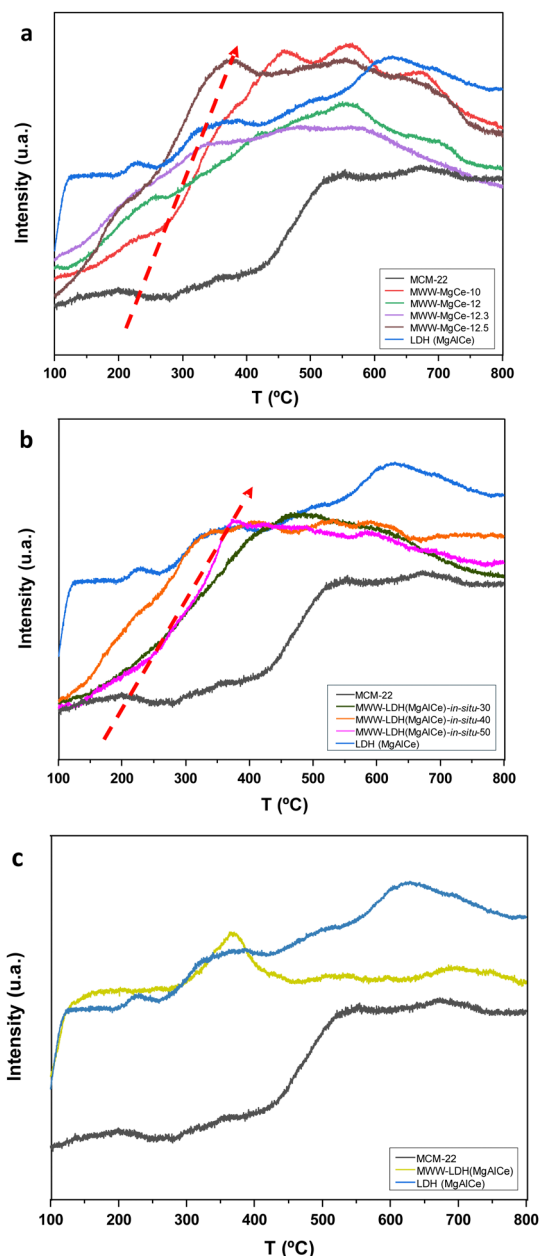 a
Intensity (u.a.)
MCM-22
MWW-MgCe-10
MWW-MgCe-12
MWW-MgCe-12.3
MWW-MgCe-12.5
LDH (MgAlCe)
100 200 300 400 500 600 700 800
T (ºC)
b
Intensity (u.a.)
MCM-22
MWW-LDH(MgAlCe)-in-situ-30
MWW-LDH(MgAlCe)-in-situ-40
MWW-LDH(MgAlCe)-in-situ-50
LDH (MgAlCe)
100 200 300 400 500 600 700 800
T (ºC)
c
Intensity (u.a.)
MCM-22
MWW-LDH(MgAlCe)
LDH (MgAlCe)
100 200 300 400 500 600 700 800
T (ºC)